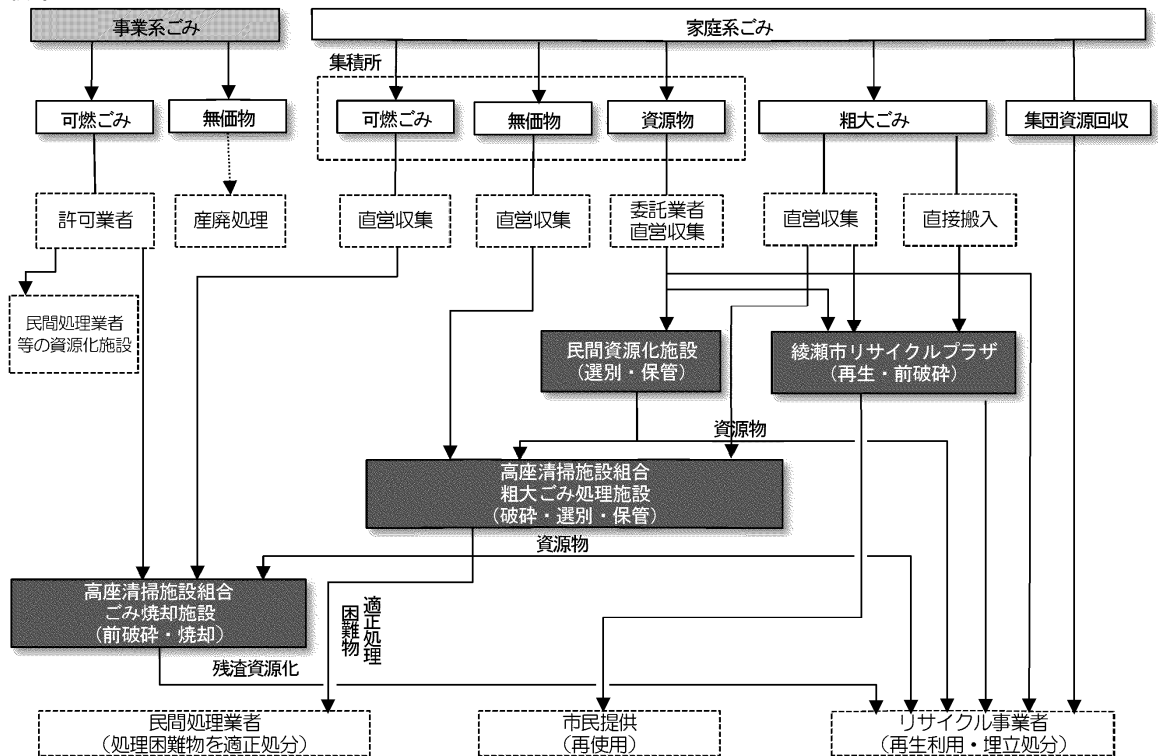 事業系ごみ
家庭系ごみ
集積所
可燃ごみ
無価物
可燃ごみ
無価物
資源物
粗大ごみ
集団資源回収
許可業者
産廃処理
直営収集
直営収集
委託業者
直営収集
直営収集
直接搬入
民間処理業者
等の資源化施設
民間資源化施設
（選別・保管）
綾瀬市リサイクルプラザ
（再生・前破砕）
資源物
高座清掃施設組合
粗大ごみ処理施設
（破砕・選別・保管）
資源物
高座清掃施設組合
ごみ焼却施設
（前破砕・焼却）
適正処理
困難物
残渣資源化
民間処理業者
（処理困難物を適正処分）
市民提供
（再使用）
リサイクル事業者
（再生利用・埋立処分）